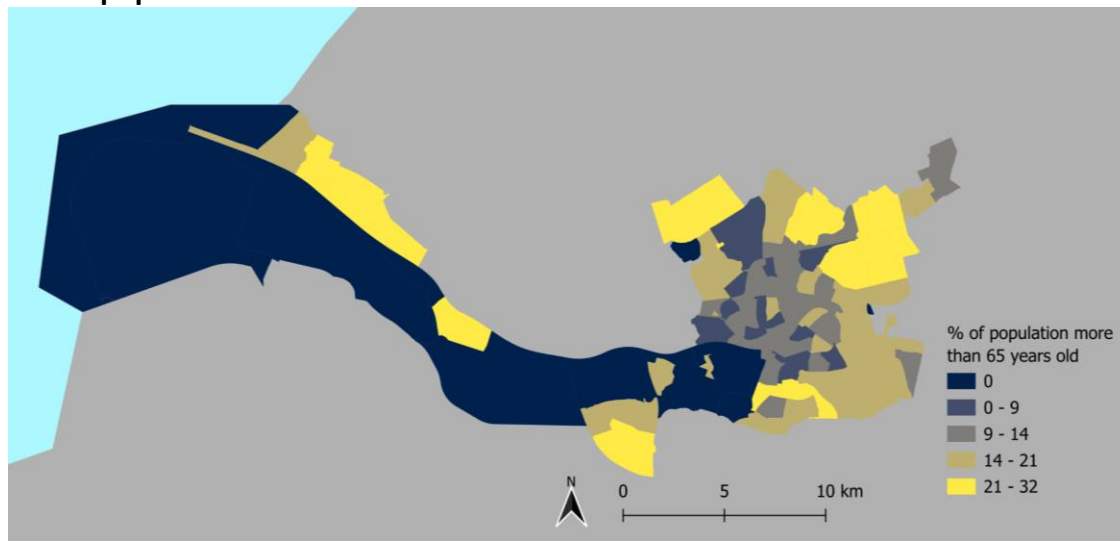 % of population more
than 65 years old
0
0 - 9
9 - 14
14 - 21
21 - 32
N
0 5 10 km